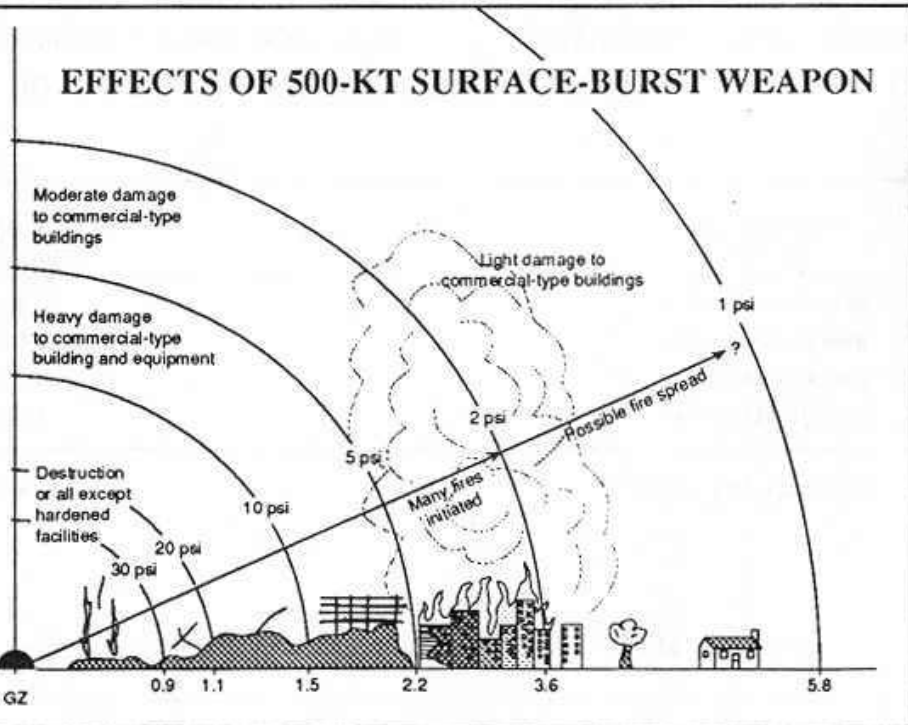 EFFECTS OF 500-KT SURFACE-BURST WEAPON
Moderate damage
to commercial-type
buildings
Light damage to
commercial-type buildings
Heavy damage
to commercial-type
building and equipment
1 psi
?
Possible fire spread
2 psi
5 psi
Many fires
initiated
Destruction
or all except
hardened
facilities
10 psi
20 psi
30 psi
GZ
0.9
1.1
1.5
2.2
3.6
5.8